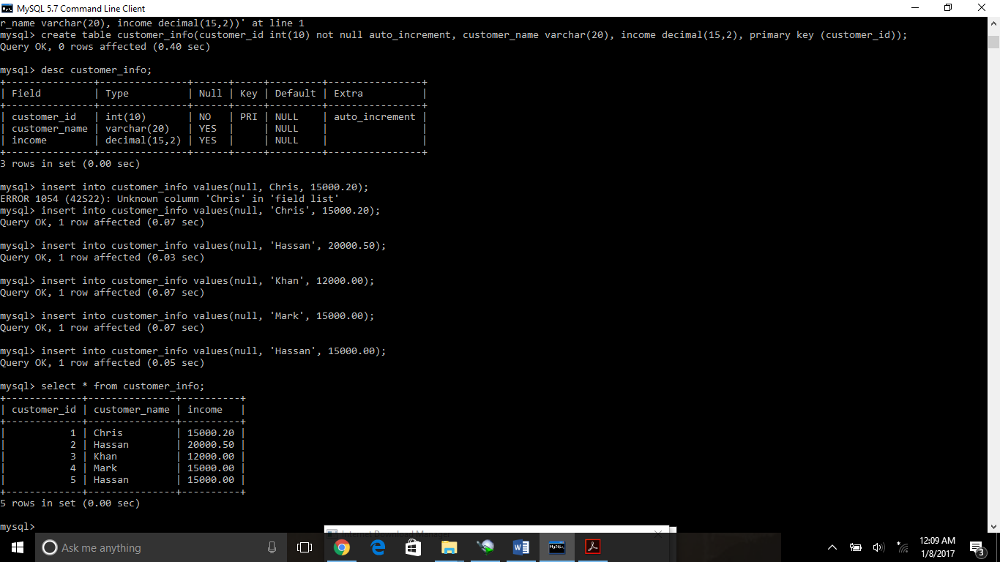 MySQL 5.7 Command Line Client
r_name varchar(20), income decimal(15,2))' at line 1
mysql> create table customer_info(customer_id int(10) not null auto_increment, customer_name varchar(20), income decimal(15,2), primary key (customer_id));
Query OK, 0 rows affected (0.40 sec)
mysql> desc customer_info;
+---------------+---------------+------+-----+---------+----------------+
| Field         | Type          | Null | Key | Default | Extra          |
+---------------+---------------+------+-----+---------+----------------+
| customer_id   | int(10)       | NO   | PRI | NULL    | auto_increment |
| customer_name | varchar(20)   | YES  |     | NULL    |                |
| income        | decimal(15,2) | YES  |     | NULL    |                |
+---------------+---------------+------+-----+---------+----------------+
3 rows in set (0.00 sec)
mysql> insert into customer_info values(null, Chris, 15000.20);
ERROR 1054 (42S22): Unknown column 'Chris' in 'field list'
mysql> insert into customer_info values(null, 'Chris', 15000.20);
Query OK, 1 row affected (0.07 sec)
mysql> insert into customer_info values(null, 'Hassan', 20000.50);
Query OK, 1 row affected (0.03 sec)
mysql> insert into customer_info values(null, 'Khan', 12000.00);
Query OK, 1 row affected (0.07 sec)
mysql> insert into customer_info values(null, 'Mark', 15000.00);
Query OK, 1 row affected (0.07 sec)
mysql> insert into customer_info values(null, 'Hassan', 15000.00);
Query OK, 1 row affected (0.05 sec)
mysql> select * from customer_info;
+-------------+---------------+----------+
| customer_id | customer_name | income   |
+-------------+---------------+----------+
|           1 | Chris         | 15000.20 |
|           2 | Hassan        | 20000.50 |
|           3 | Khan          | 12000.00 |
|           4 | Mark          | 15000.00 |
|           5 | Hassan        | 15000.00 |
+-------------+---------------+----------+
5 rows in set (0.00 sec)
mysql>
Internet Download Manager
Ask me anything
12:09 AM
1/8/2017
3